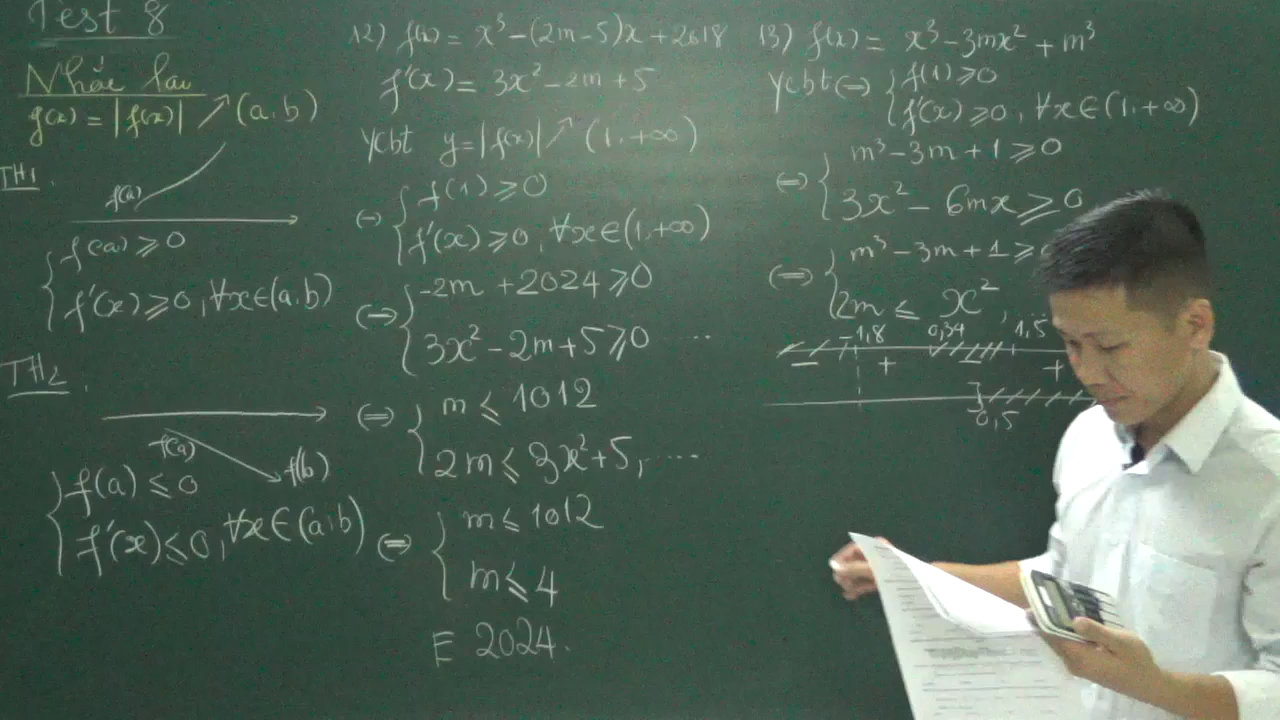 Test 8
Nhắc lại
f(x) = |f(x)| ↗ (a, b)
TH1.
f(a)
{ f(a) ⩾ 0
f'(x) ⩾ 0, ∀x∈(a, b)
TH2.
f(a)
f(b)
{ f(a) ⩽ 0
f'(x) ⩽ 0, ∀x∈(a, b)
12) f(x) = x³ - (2m - 5)x + 2018
f'(x) = 3x² - 2m + 5
ycbt y = |f(x)| ↗ (1, +∞)
⇔ { f(1) ⩾ 0
f'(x) ⩾ 0, ∀x∈(1, +∞)
⇔ { -2m + 2024 ⩾ 0
3x² - 2m + 5 ⩾ 0 ....
⇔ { m ⩽ 1012
2m ⩽ 3x² + 5, ....
⇔ { m ⩽ 1012
m ⩽ 4
E 2024.
13) f(x) = x³ - 3mx² + m³
ycbt ⇔ { f(1) ⩾ 0
f'(x) ⩾ 0, ∀x∈(1, +∞)
⇔ { m³ - 3m + 1 ⩾ 0
3x² - 6mx ⩾ 0
⇔ { m³ - 3m + 1 ⩾
2m ⩽ x², ...
-1,8 0,34 1,5
- + - +
0,5